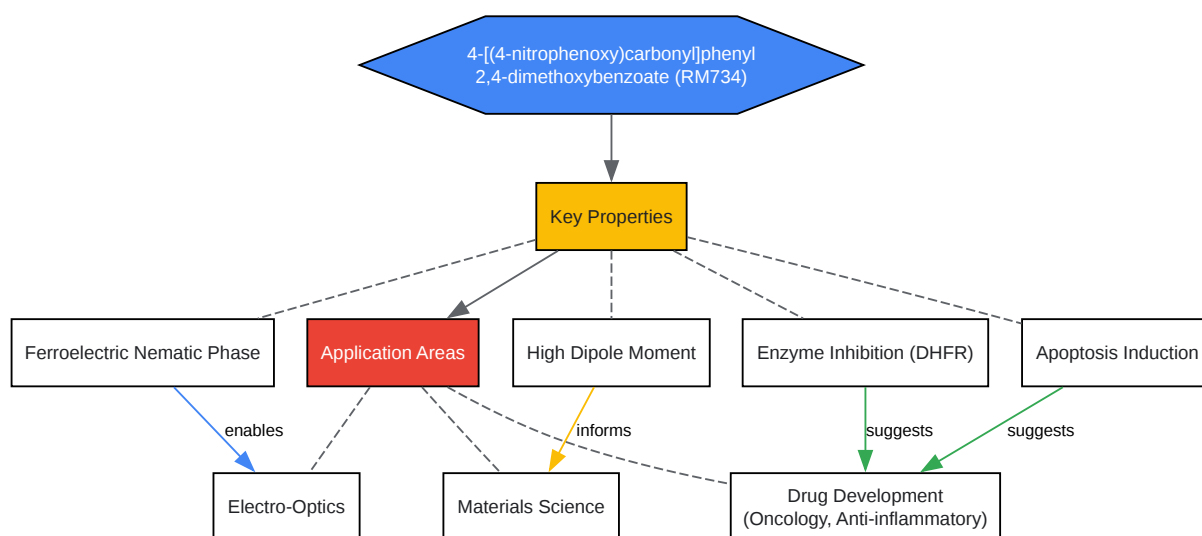 4-[(4-nitrophenoxy)carbonyl]phenyl
2,4-dimethoxybenzoate (RM734)
Key Properties
Ferroelectric Nematic Phase
Application Areas
High Dipole Moment
Enzyme Inhibition (DHFR)
Apoptosis Induction
enables
informs
suggests
suggests
Electro-Optics
Materials Science
Drug Development
(Oncology, Anti-inflammatory)